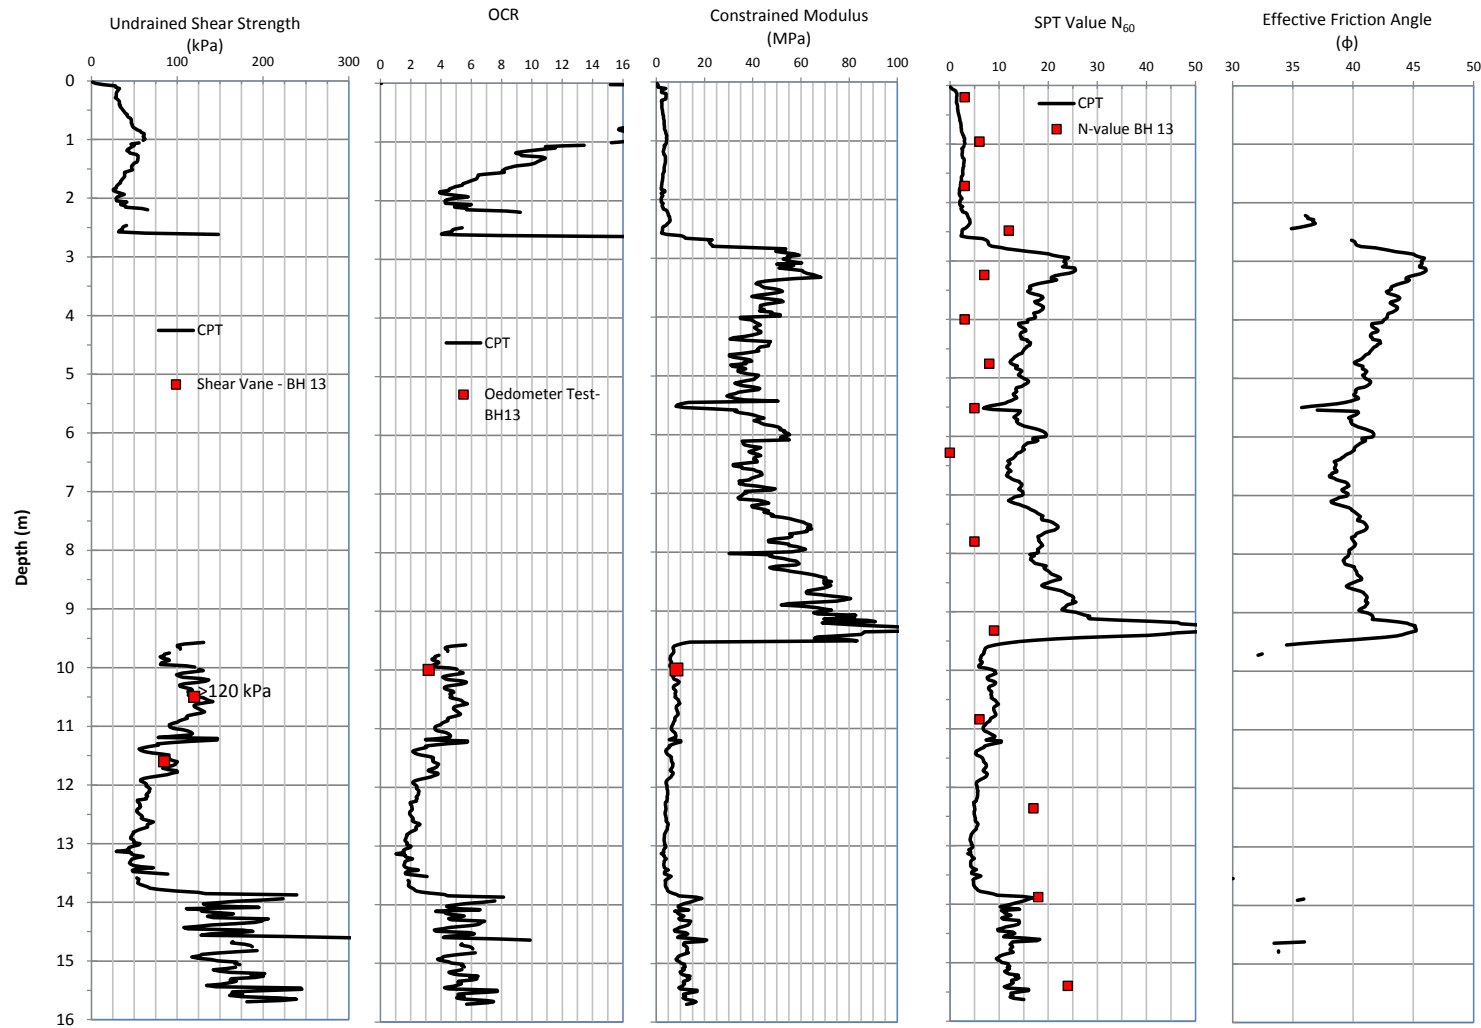 Undrained Shear Strength
(kPa)
OCR
Constrained Modulus
(MPa)
SPT Value N60
Effective Friction Angle
(ϕ)
0 100 200 300
0 2 4 6 8 10 12 14 16
0 20 40 60 80 100
0 10 20 30 40 50
30 35 40 45 50
0
1
2
3
4
5
6
7
8
9
10
11
12
13
14
15
16
Depth (m)
CPT
Shear Vane - BH 13
>120 kPa
CPT
Oedometer Test-
BH13
CPT
N-value BH 13